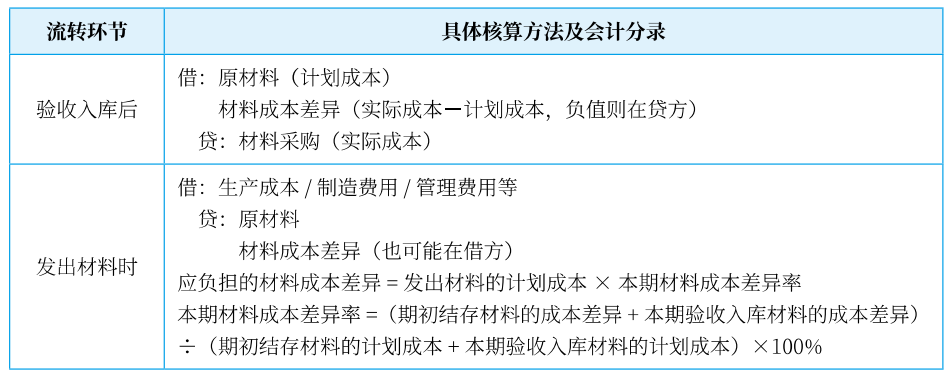 流转环节
具体核算方法及会计分录
验收入库后
借：原材料（计划成本）
材料成本差异（实际成本－计划成本，负值则在贷方）
贷：材料采购（实际成本）
发出材料时
借：生产成本 / 制造费用 / 管理费用等
贷：原材料
材料成本差异（也可能在借方）
应负担的材料成本差异 = 发出材料的计划成本 × 本期材料成本差异率
本期材料成本差异率 =（期初结存材料的成本差异 + 本期验收入库材料的成本差异）
÷（期初结存材料的计划成本 + 本期验收入库材料的计划成本）×100%